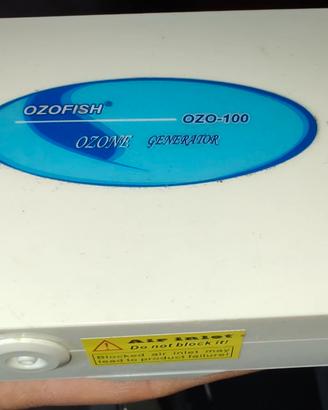 OZOFISH®
OZO-100
OZONE GENERATOR
Air Inlet
Do not block it!
Blocked air inlet may
lead to product failure!